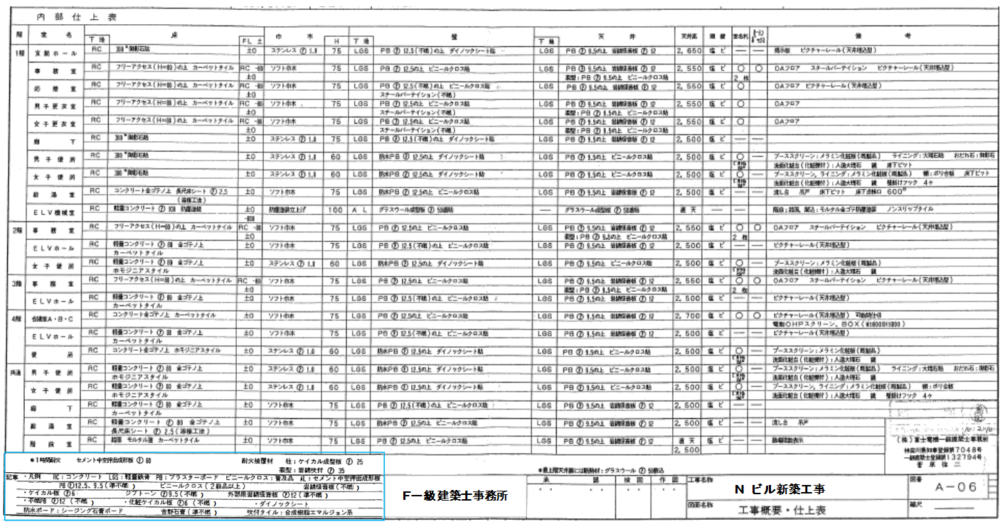 内部仕上表
階 室名 床 巾木 壁 天井 天井高 廻縁 室名札 備考
下地 FL± H 下地 下地
1階 玄関ホール RC 300 御影石貼 ±0 ステンレス ⑦ 1.0 75 LGS PB ⑦ 12.5(不燃)の上 ダイノックシート貼 LGS PB ⑦ 9.5の上 岩綿吸音板 ⑦ 12 2,650 塩ビ — — 掲示板 ピクチャーレール(天井埋込型)
事務室 RC フリーアクセス(H=60)の上 カーペットタイル RC -60 ソフト巾木 75 LGS PB ⑦ 12.5の上 ビニールクロス貼 LGS PB ⑦ 9.5の上 岩綿吸音板 ⑦ 12 2,550 塩ビ ○ ○ OAフロア スチールパーテイション ピクチャーレール(天井埋込型)
±0 梁型:PB ⑦ 9.5の上 ビニールクロス貼 2枚
応接室 RC フリーアクセス(H=60)の上 カーペットタイル RC -60 ソフト巾木 75 LGS PB ⑦ 12.5(不燃)の上 ビニールクロス貼 LGS PB ⑦ 9.5の上 岩綿吸音板 ⑦ 12 2,550 塩ビ ○ OAフロア ピクチャーレール(天井埋込型)
±0 スチールパーテイション(不燃)
男子更衣室 RC フリーアクセス(H=60)の上 カーペットタイル RC -60 ソフト巾木 75 LGS PB ⑦ 12.5(不燃)の上 ビニールクロス貼 LGS PB ⑦ 9.5の上 岩綿吸音板 ⑦ 12 2,550 塩ビ ○ OAフロア
±0 スチールパーテイション(不燃) 梁型:PB ⑦ 9.5の上 ビニールクロス貼
女子更衣室 RC フリーアクセス(H=60)の上 カーペットタイル RC ソフト巾木 75 LGS PB ⑦ 12.5(不燃)の上 ビニールクロス貼 LGS PB ⑦ 9.5の上 岩綿吸音板 ⑦ 12 2,550 塩ビ ○ OAフロア
±0 スチールパーテイション(不燃) 梁型:PB ⑦ 9.5の上 ビニールクロス貼
廊下 RC 300 御影石貼 ±0 ステンレス ⑦ 1.0 75 LGS PB ⑦ 12.5(不燃)の上 ダイノックシート貼 LGS PB ⑦ 9.5の上 岩綿吸音板 ⑦ 12 2,500 塩ビ — —
男子便所 RC 300 御影石貼 ±0 ステンレス ⑦ 1.0 60 LGS 防水PB ⑦ 12.5の上 ダイノックシート貼 LGS PB ⑦ 9.5の上 岩綿吸音板 ⑦ 12 2,500 塩ビ ○ — ブーススクリーン:メラミン化粧板(既製品) ライニング:大理石貼 おだれ石:御影石
洗面化粧台(化粧棚付):人造大理石 鏡 床下ピット
女子便所 RC 300 御影石貼 ±0 ステンレス ⑦ 1.0 60 LGS 防水PB ⑦ 12.5の上 ダイノックシート貼 LGS PB ⑦ 9.5の上 岩綿吸音板 ⑦ 12 2,500 塩ビ ○ — ブーススクリーン,ライニング:メラミン化粧板(既製品) 棚:ポリ合板 床下ピット
洗面化粧台(化粧棚付):人造大理石 鏡 壁掛けフック 4ヶ
給湯室 RC コンクリート金ゴテノ上 長尺床シート ⑦ 2.5 ±0 ソフト巾木 75 LGS 防水PB ⑦ 12.5の上 ビニールクロス貼 LGS PB ⑦ 9.5の上 岩綿吸音板 ⑦ 12 2,500 塩ビ — — 流し台 吊戸 床下ピット 床下点検口 600
(溶接工法)
ELV機械室 RC 軽量コンクリート ⑦ 100 防塵塗装 ±0 防塵塗装立上げ 100 AL グラスウール成型板 ⑦ 50直貼 — グラスウール成型板 ⑦ 50直貼 直天 — — — 階段:踏面, 蹴込:モルタル金ゴテ防塵塗装 ノンスリップタイル
2階 事務室 RC フリーアクセス(H=60)の上 カーペットタイル RC ソフト巾木 75 LGS PB ⑦ 12.5の上 ビニールクロス貼 LGS PB ⑦ 9.5の上 岩綿吸音板 ⑦ 12 2,550 塩ビ ○ ○ OAフロア スチールパーテイション ピクチャーレール(天井埋込型)
±0 梁型:PB ⑦ 9.5の上 ビニールクロス貼 2枚
ELVホール RC 軽量コンクリート ⑦ 80 金ゴテノ上 ±0 ソフト巾木 75 LGS PB ⑦ 12.5(不燃)の上 ビニールクロス貼 LGS PB ⑦ 9.5の上 岩綿吸音板 ⑦ 12 2,500 塩ビ — — ピクチャーレール(天井埋込型)
カーペットタイル
女子便所 RC 軽量コンクリート ⑦ 80 金ゴテノ上 ±0 ステンレス ⑦ 1.0 60 LGS 防水PB ⑦ 12.5の上 ダイノックシート貼 LGS PB ⑦ 9.5の上 岩綿吸音板 ⑦ 12 2,500 塩ビ ○ — ブーススクリーン:メラミン化粧板(既製品)
ホモジニアスタイル 洗面化粧台(化粧棚付):人造大理石 鏡
3階 事務室 RC フリーアクセス(H=60)の上 カーペットタイル RC -60 ソフト巾木 75 LGS PB ⑦ 12.5の上 ビニールクロス貼 LGS PB ⑦ 9.5の上 岩綿吸音板 ⑦ 12 2,550 塩ビ ○ ○ OAフロア スチールパーテイション ピクチャーレール(天井埋込型)
±0 梁型:PB ⑦ 9.5の上 ビニールクロス貼 2枚
ELVホール RC 軽量コンクリート ⑦ 80 金ゴテノ上 ±0 ソフト巾木 75 LGS PB ⑦ 12.5(不燃)の上 ビニールクロス貼 LGS PB ⑦ 9.5の上 岩綿吸音板 ⑦ 12 2,500 塩ビ — — ピクチャーレール(天井埋込型)
カーペットタイル
4階 会議室A・B・C RC コンクリート金ゴテノ上 カーペットタイル ±0 ソフト巾木 75 LGS PB ⑦ 12.5の上 ビニールクロス貼 LGS PB ⑦ 9.5の上 岩綿吸音板 ⑦ 12 2,700 塩ビ ○ ○ ピクチャーレール(天井埋込型) 可動間仕切
電動OHPスクリーン, BOX(W1800DH1800)
ELVホール RC 軽量コンクリート ⑦ 80 金ゴテノ上 ±0 ソフト巾木 75 LGS PB ⑦ 12.5(不燃)の上 ビニールクロス貼 LGS PB ⑦ 9.5の上 岩綿吸音板 ⑦ 12 2,500 塩ビ — — ピクチャーレール(天井埋込型)
カーペットタイル
便所 RC コンクリート金ゴテノ上 ホモジニアスタイル ±0 ステンレス ⑦ 1.0 60 LGS 防水PB ⑦ 12.5の上 ダイノックシート貼 LGS PB ⑦ 9.5の上 岩綿吸音板 ⑦ 12 2,500 塩ビ ○ — ブーススクリーン:メラミン化粧板(既製品)
洗面化粧台(化粧棚付):人造大理石 鏡
共通 男子便所 RC 軽量コンクリート ⑦ 80 金ゴテノ上 ±0 ステンレス ⑦ 1.0 60 LGS 防水PB ⑦ 12.5の上 ダイノックシート貼 LGS PB ⑦ 9.5の上 岩綿吸音板 ⑦ 12 2,500 塩ビ ○ — ブーススクリーン:メラミン化粧板(既製品) ライニング:大理石貼 おだれ石:御影石
ホモジニアスタイル 洗面化粧台(化粧棚付):人造大理石 鏡
女子便所 RC 軽量コンクリート ⑦ 80 金ゴテノ上 ±0 ステンレス ⑦ 1.0 60 LGS 防水PB ⑦ 12.5の上 ダイノックシート貼 LGS PB ⑦ 9.5の上 岩綿吸音板 ⑦ 12 2,500 塩ビ ○ — ブーススクリーン, ライニング:メラミン化粧板(既製品) 棚:ポリ合板
ホモジニアスタイル 洗面化粧台(化粧棚付):人造大理石 鏡 壁掛けフック 4ヶ
廊下 RC 軽量コンクリート ⑦ 80 金ゴテノ上 ±0 ソフト巾木 75 LGS PB ⑦ 12.5(不燃)の上 ビニールクロス貼 LGS PB ⑦ 9.5の上 岩綿吸音板 ⑦ 12 2,500 塩ビ — —
カーペットタイル
給湯室 RC 軽量コンクリート ⑦ 80 金ゴテノ上 ±0 ソフト巾木 75 LGS 防水PB ⑦ 12.5の上 ビニールクロス貼 LGS PB ⑦ 9.5の上 岩綿吸音板 ⑦ 12 2,500 塩ビ — — 流し台 吊戸
長尺床シート ⑦ 2.5(溶接工法)
階段室 RC 踏面 モルタル塗 カーペットタイル ±0 ソフト巾木 75 LGS PB ⑦ 12.5(不燃)の上 ビニールクロス貼 LGS PB ⑦ 9.5の上 岩綿吸音板 ⑦ 12 直天 塩ビ — —
2,500
(株)富士電機一級建築士事務所
神奈川県知事登録第7048号
一級建築士登録第132794号
菅原信二
*1時間耐火 セメント中空押出成形板 ⑦ 60 耐火被覆材 柱:ケイカル成型板 ⑦ 25
梁型:岩綿吹付 ⑦ 35
*最上階天井裏には断熱材:グラスウール ⑦ 50敷込
記事 ・凡例 RC:コンクリート LGS:軽量鉄骨 PB:プラスターボード ビニールクロス:普及品 AL:セメント中空押出成形板
PB ⑦12.5、9.5(準不燃) ビニールクロス(2級品以上) 岩綿吸音板(不燃)
・ケイカル板 ⑦6 ジプトーン ⑦9.5(準不燃) 外部用岩綿吸音板 ⑦12(準不燃)
・不燃PB ⑦12(不燃) ・化粧ケイカル板 ⑦6(不燃) ・ダイノックシート
防水ボード:シージング石膏ボード 吉野石膏(準不燃) 吹付タイル:合成樹脂エマルジョン系
F一級建築士事務所
承認 検図 作図
工事名称 N ビル新築工事
図面名称 工事概要・仕上表
図番 A-06
縮尺